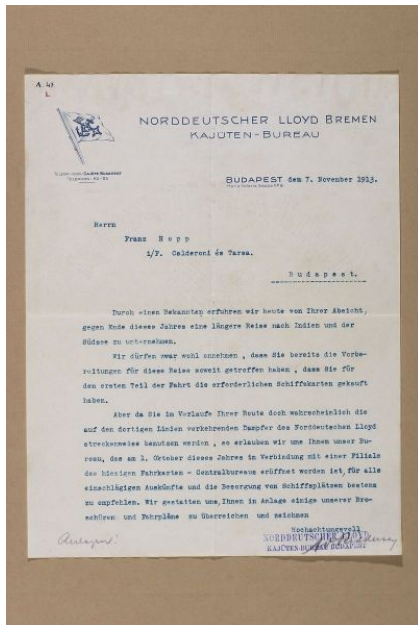 NORDDEUTSCHER LLOYD BREMEN
KAJÜTEN-BUREAU
BUDAPEST den 7. November 1913.
Herrn
Franz Hopp
i/F. Calderoni és Tarsa.
Budapest.
Durch einen Bekannten erfuhren wir heute von Ihrer Absicht,
gegen Ende dieses Jahres eine längere Reise nach Indien und der
Südsee zu unternehmen.
Wir dürfen zwar wohl annehmen, dass Sie bereits die Vorbe-
reitungen für diese Reise soweit getroffen haben, dass Sie für
den ersten Teil der Fahrt die erforderlichen Schiffskarten gekauft
haben.
Aber da Sie im Verlaufe Ihrer Route doch wahrscheinlich die
auf den dortigen Linien verkehrenden Dampfer des Norddeutschen Lloyd
streckenweise benutzen werden, so erlauben wir uns Ihnen unser Bu-
reau, das am 1. Oktober dieses Jahres in Verbindung mit einer Filiale
des hiesigen Fahrkarten - Centralbureaus eröffnet worden ist, für alle
einschlägigen Auskünfte und die Besorgung von Schiffsplätzen bestens
zu empfehlen. Wir gestatten uns, Ihnen in Anlage einige unserer Bro-
schüren und Fahrpläne zu überreichen und zeichnen
Hochachtungsvoll
NORDDEUTSCHER LLOYD
KAJÜTEN-BUREAU BUDAPEST
Anlagen!